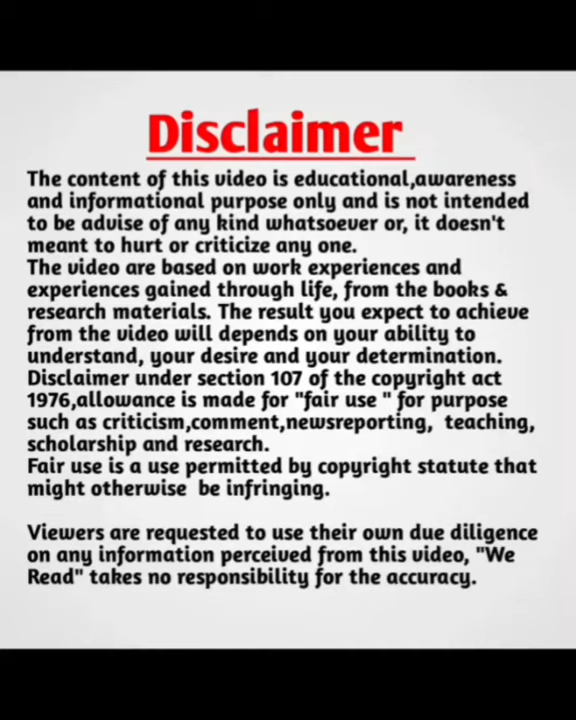 Disclaimer
The content of this video is educational,awareness
and informational purpose only and is not intended
to be advise of any kind whatsoever or, it doesn't
meant to hurt or criticize any one.
The video are based on work experiences and
experiences gained through life, from the books &
research materials. The result you expect to achieve
from the video will depends on your ability to
understand, your desire and your determination.
Disclaimer under section 107 of the copyright act
1976,allowance is made for "fair use " for purpose
such as criticism,comment,newsreporting,  teaching,
scholarship and research.
Fair use is a use permitted by copyright statute that
might otherwise  be infringing.
Viewers are requested to use their own due diligence
on any information perceived from this video, "We
Read" takes no responsibility for the accuracy.